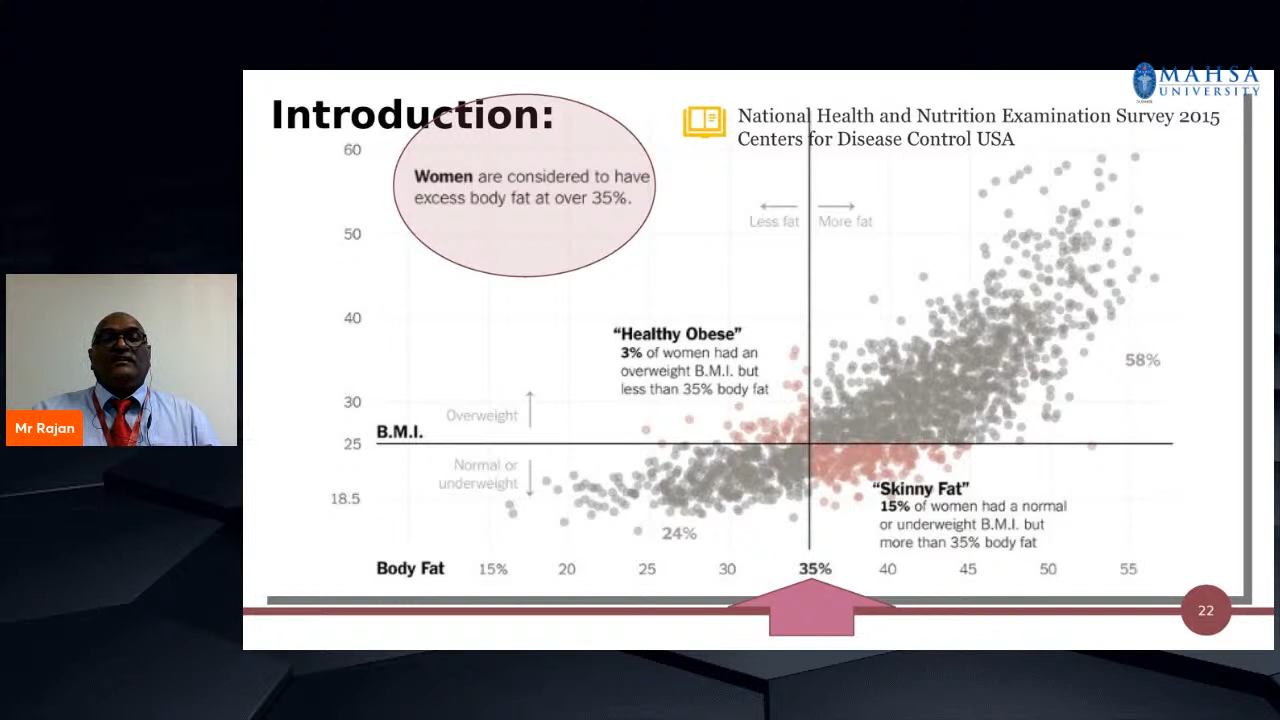 MAHSA
UNIVERSITY
Introduction:
National Health and Nutrition Examination Survey 2015
Centers for Disease Control USA
Women are considered to have
excess body fat at over 35%.
60
50
40
30
25
18.5
Less fat
More fat
"Healthy Obese"
3% of women had an
overweight B.M.I. but
less than 35% body fat
58%
Overweight
B.M.I.
Normal or
underweight
"Skinny Fat"
15% of women had a normal
or underweight B.M.I. but
more than 35% body fat
24%
Body Fat 15% 20 25 30 35% 40 45 50 55
22
Mr Rajan